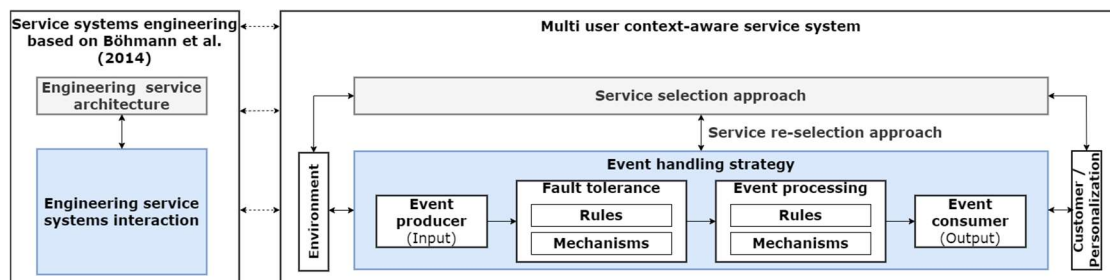 Service systems engineering
based on Böhmann et al.
(2014)
Engineering service
architecture
Engineering service
systems interaction
Multi user context-aware service system
Service selection approach
Service re-selection approach
Environment
Event handling strategy
Event
producer
(Input)
Fault tolerance
Rules
Mechanisms
Event processing
Rules
Mechanisms
Event
consumer
(Output)
Customer /
Personalization